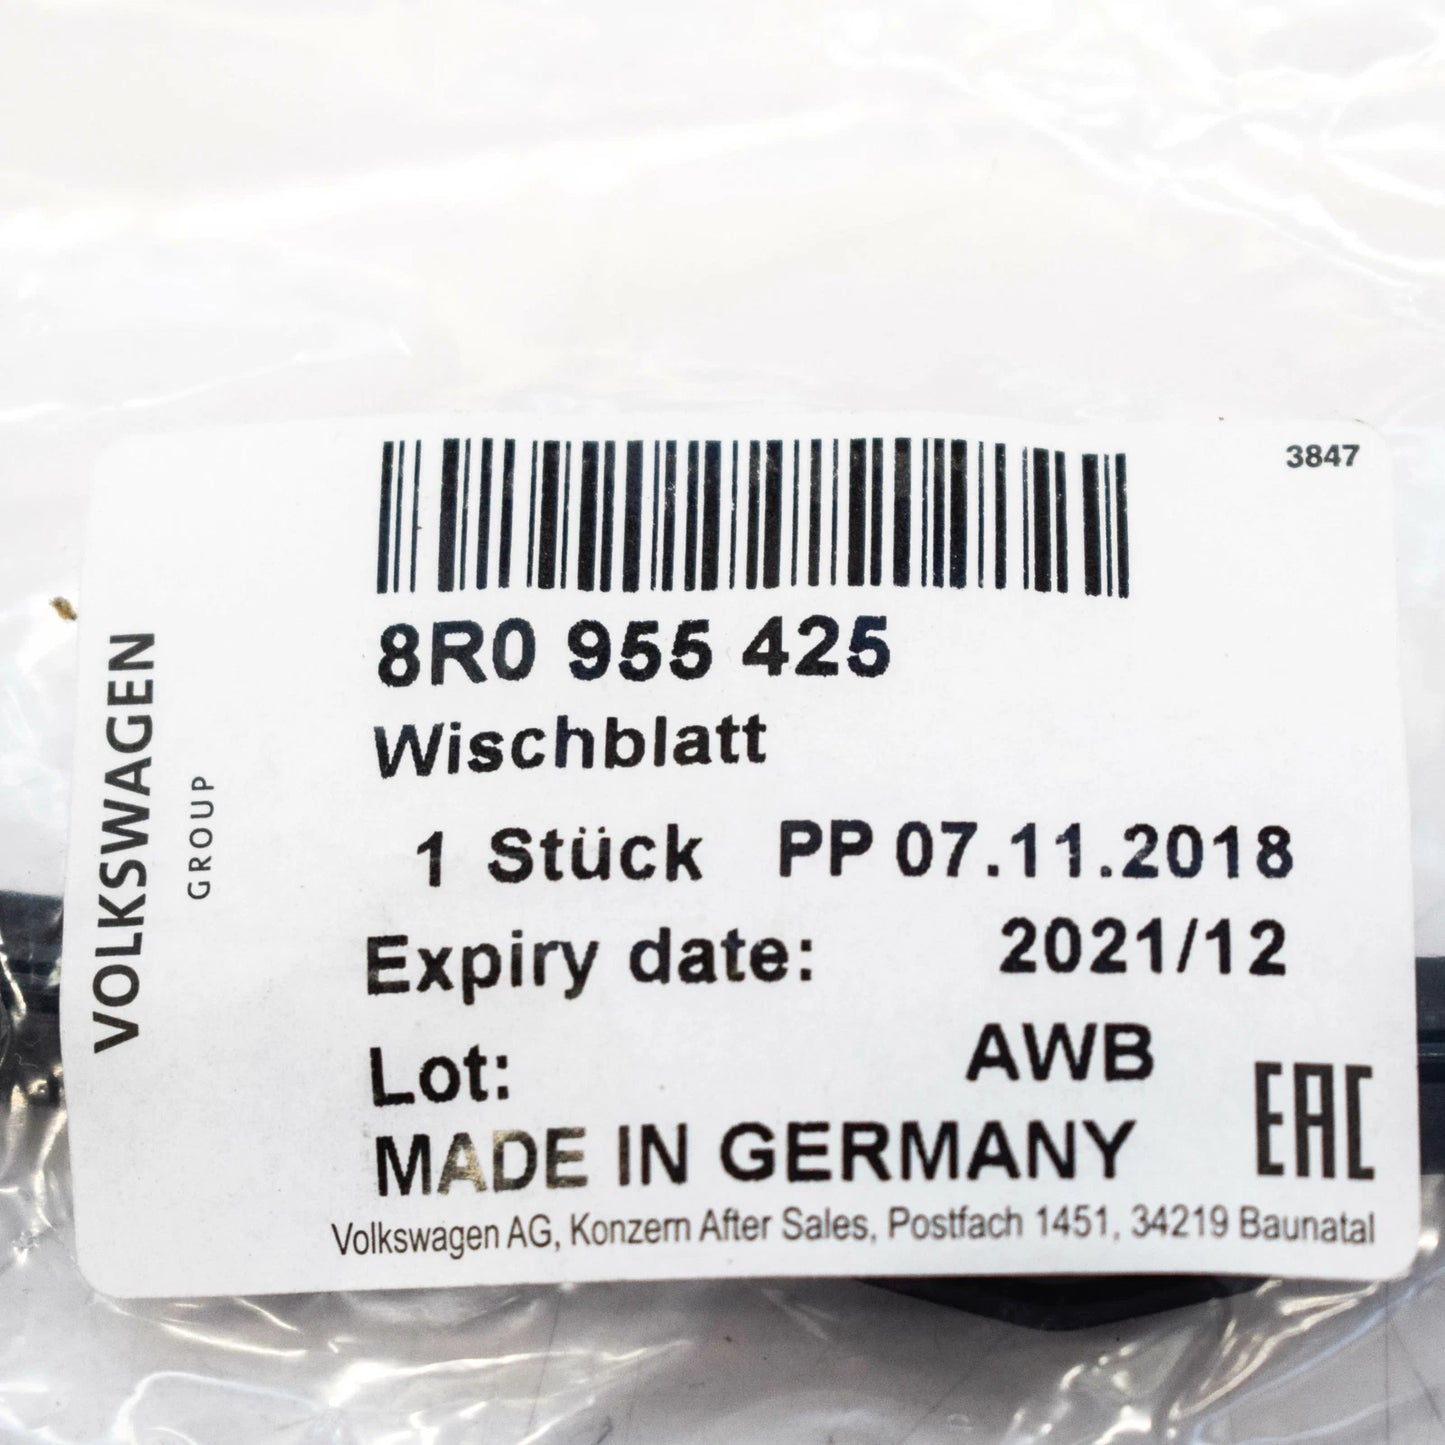 3847
8R0 955 425
Wischblatt
1 Stück PP 07.11.2018
Expiry date: 2021/12
Lot: AWB
MADE IN GERMANY
EAC
Volkswagen AG, Konzern After Sales, Postfach 1451, 34219 Baunatal
VOLKSWAGEN
GROUP